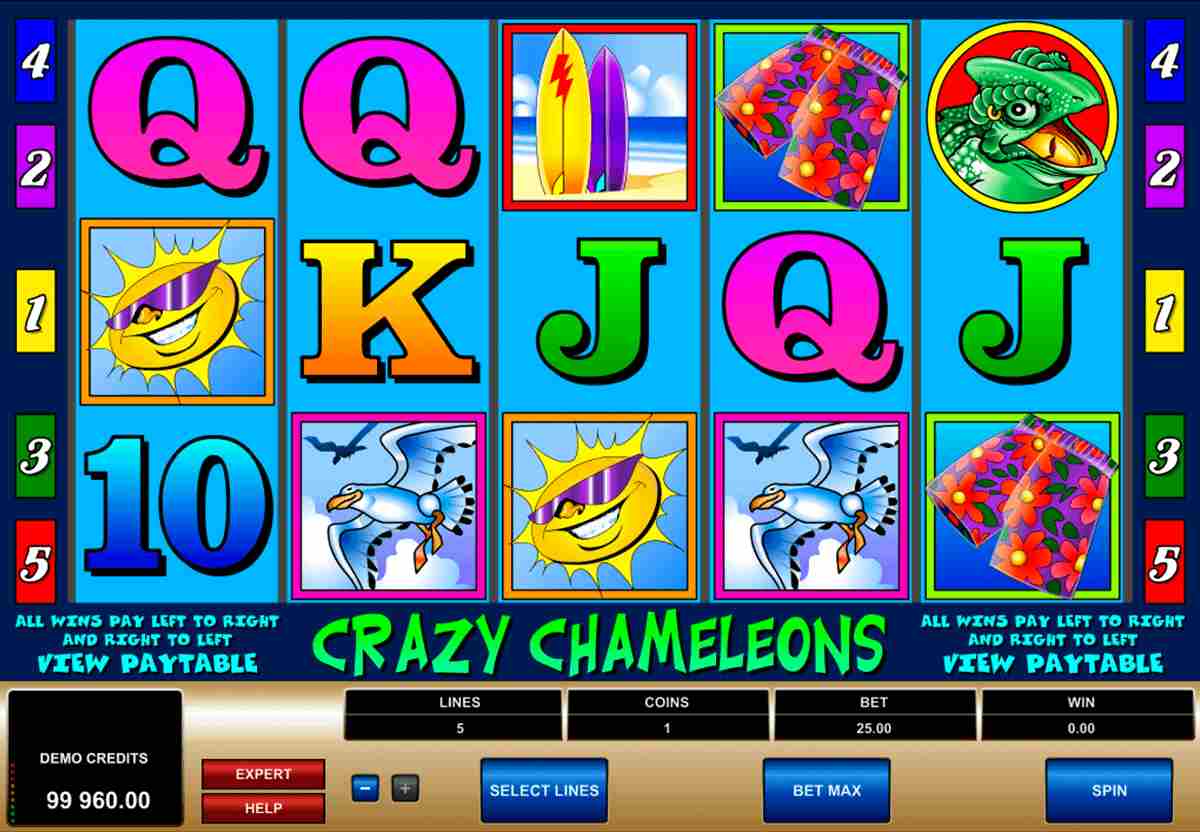 4
Q
Q
4
2
2
1
K
J
Q
J
1
3
10
3
5
5
ALL WINS PAY LEFT TO RIGHT
AND RIGHT TO LEFT
VIEW PAYTABLE
CRAZY CHAMELEONS
ALL WINS PAY LEFT TO RIGHT
AND RIGHT TO LEFT
VIEW PAYTABLE
LINES
5
COINS
1
BET
25.00
WIN
0.00
DEMO CREDITS
99 960.00
EXPERT
HELP
-
+
SELECT LINES
BET MAX
SPIN